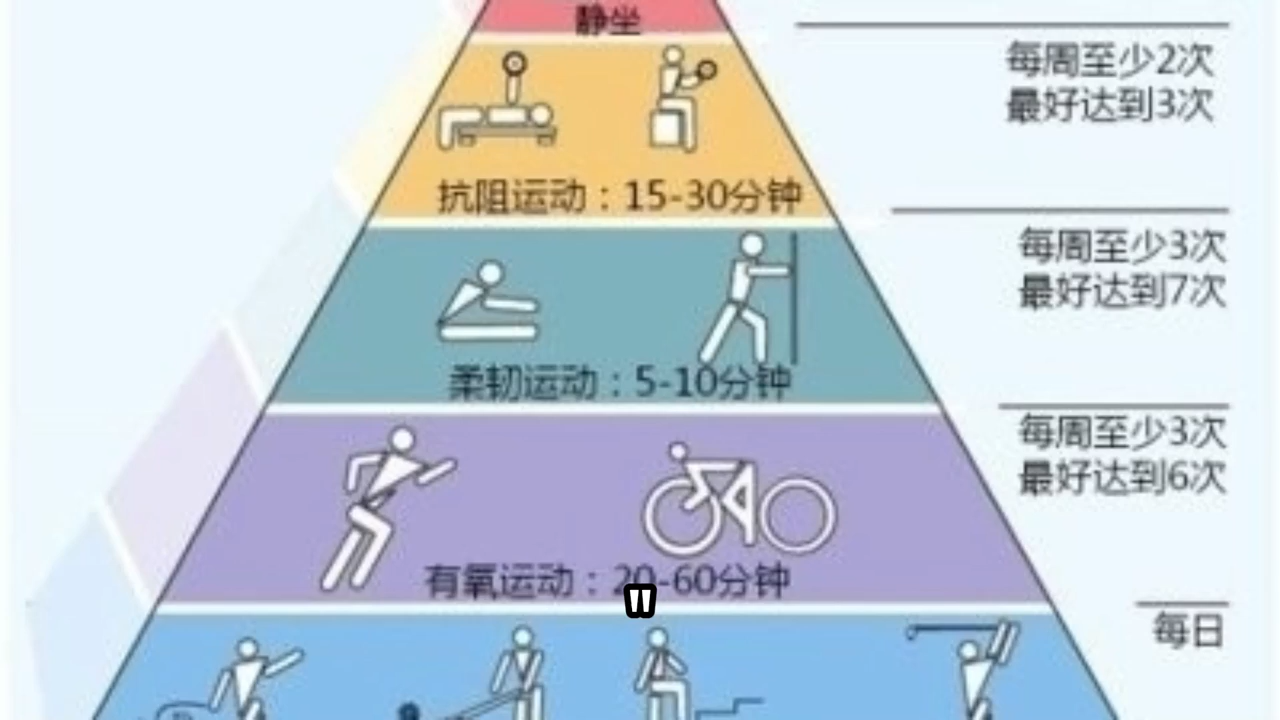 静坐
每周至少2次
最好达到3次
抗阻运动：15-30分钟
每周至少3次
最好达到7次
柔韧运动：5-10分钟
每周至少3次
最好达到6次
有氧运动：20-60分钟
"
每日